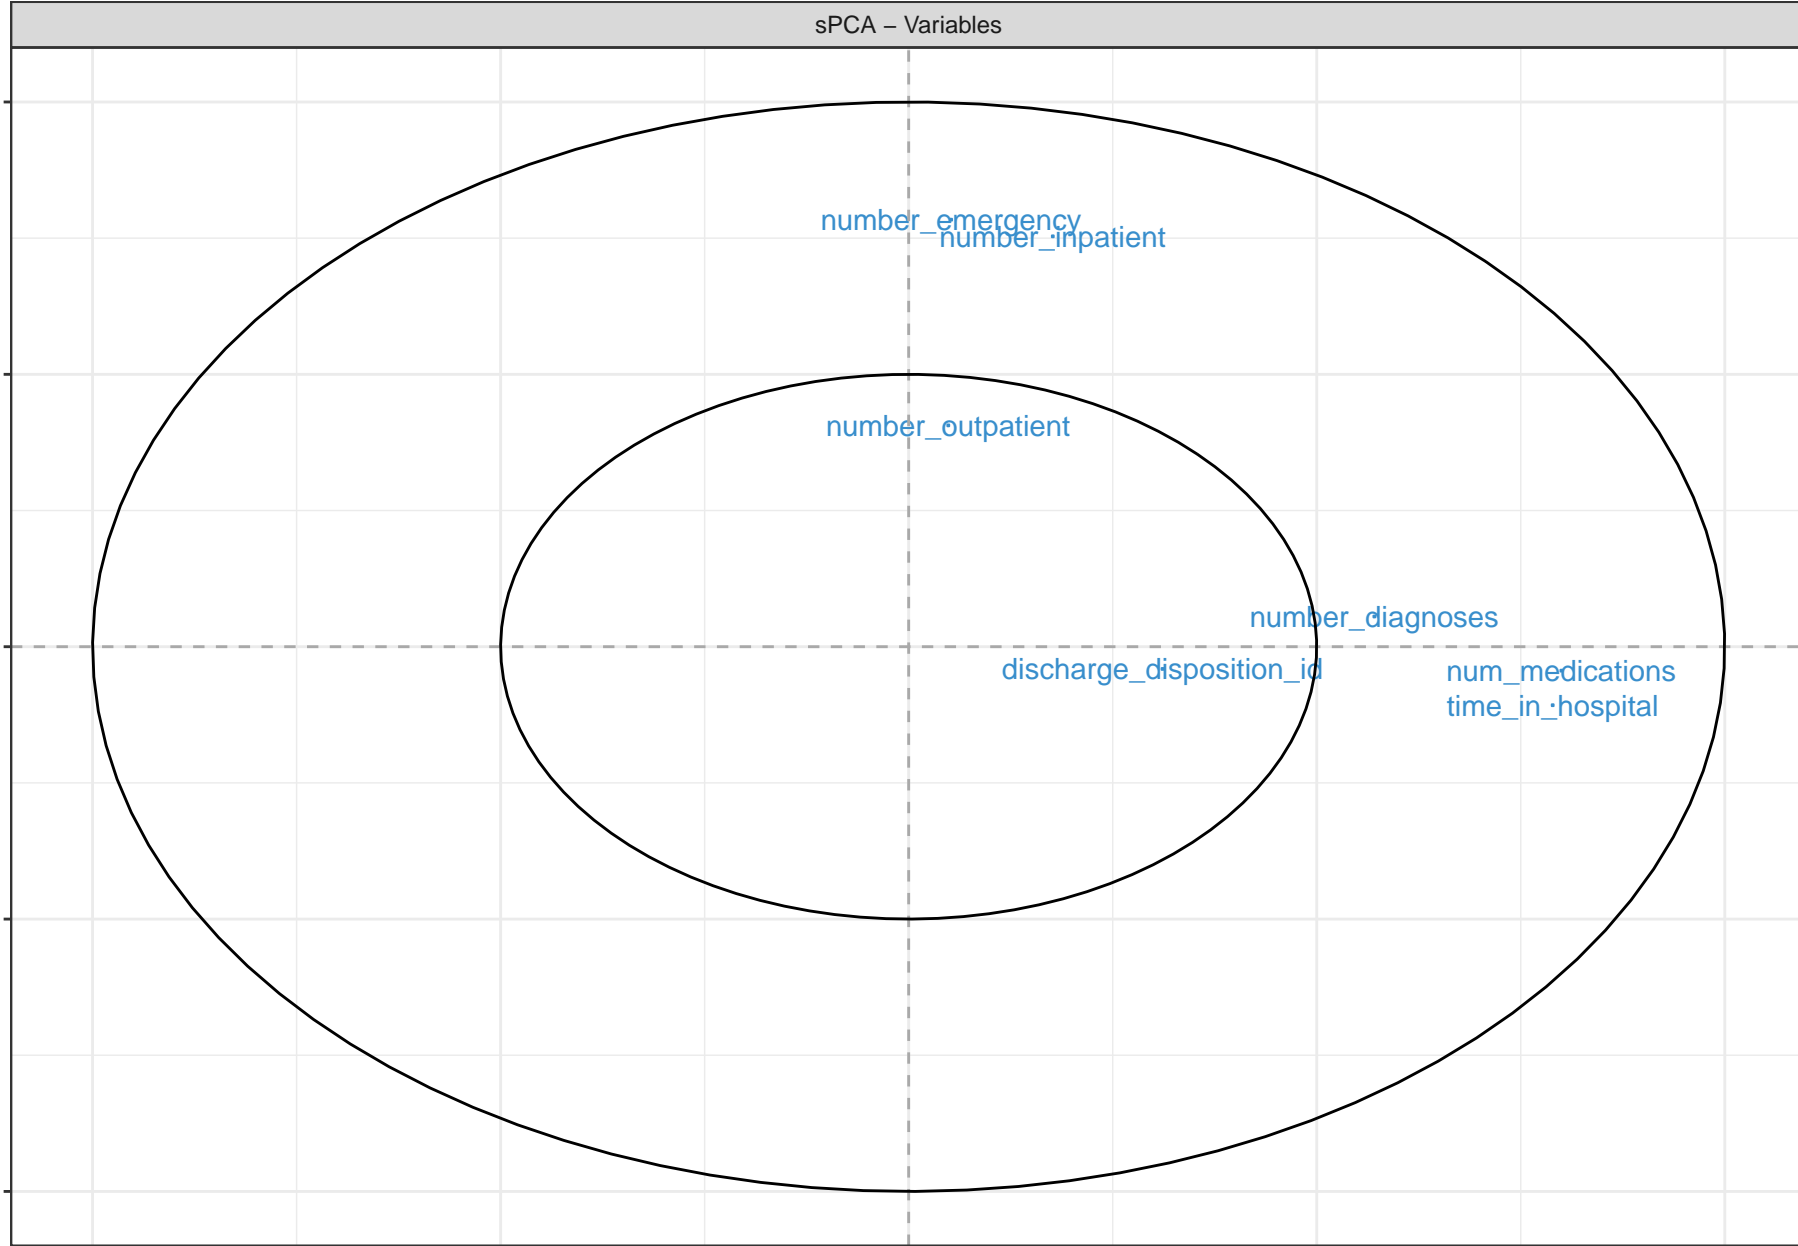 sPCA – Variables
number_emergency
number_inpatient
number_outpatient
number_diagnoses
discharge_disposition_id
num_medications
time_in_hospital